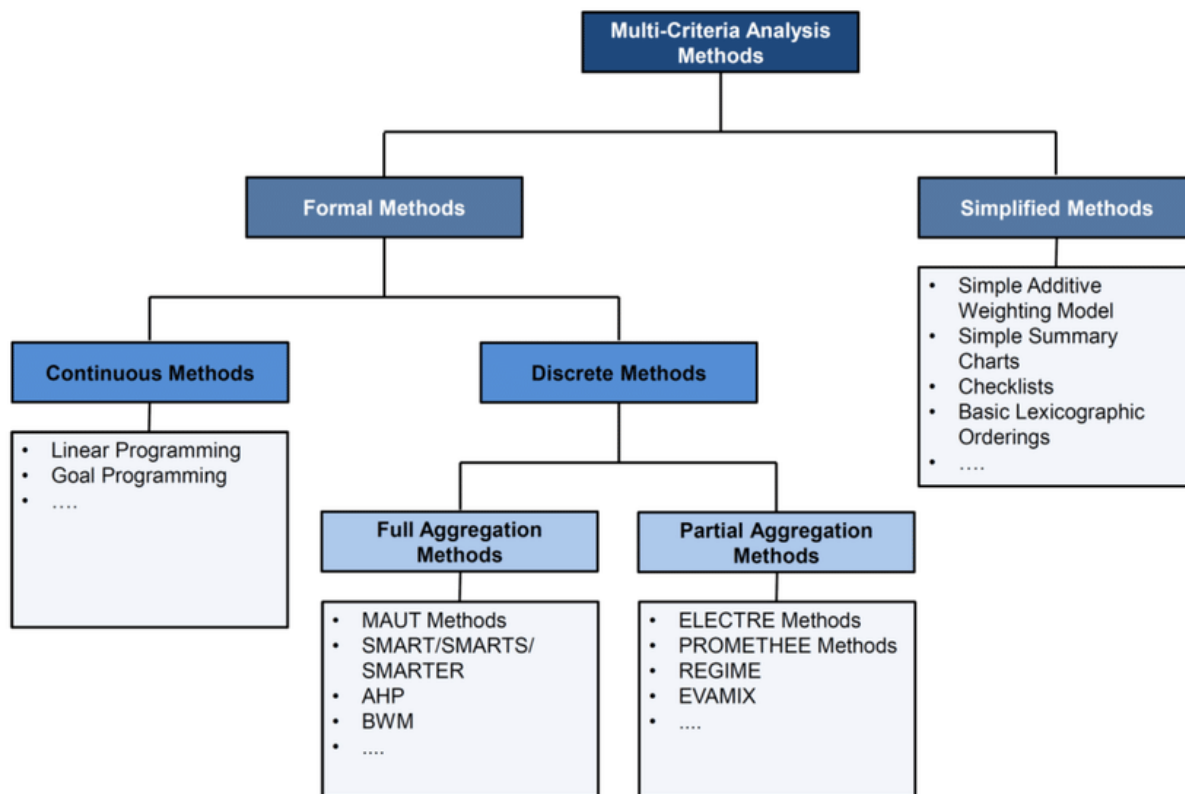 Multi-Criteria Analysis
Methods
Formal Methods
Simplified Methods
• Simple Additive
Weighting Model
• Simple Summary
Charts
• Checklists
• Basic Lexicographic
Orderings
• ….
Continuous Methods
Discrete Methods
• Linear Programming
• Goal Programming
• ….
Full Aggregation
Methods
Partial Aggregation
Methods
• MAUT Methods
• SMART/SMARTS/
SMARTER
• AHP
• BWM
• ....
• ELECTRE Methods
• PROMETHEE Methods
• REGIME
• EVAMIX
• ....